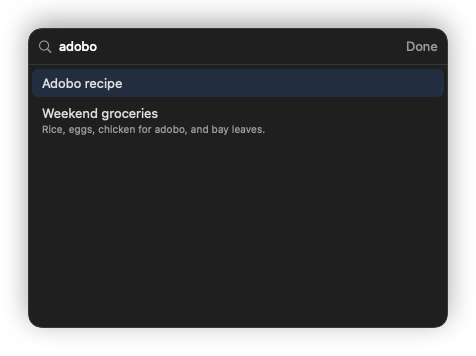 adobo
Done
Adobo recipe
Weekend groceries
Rice, eggs, chicken for adobo, and bay leaves.